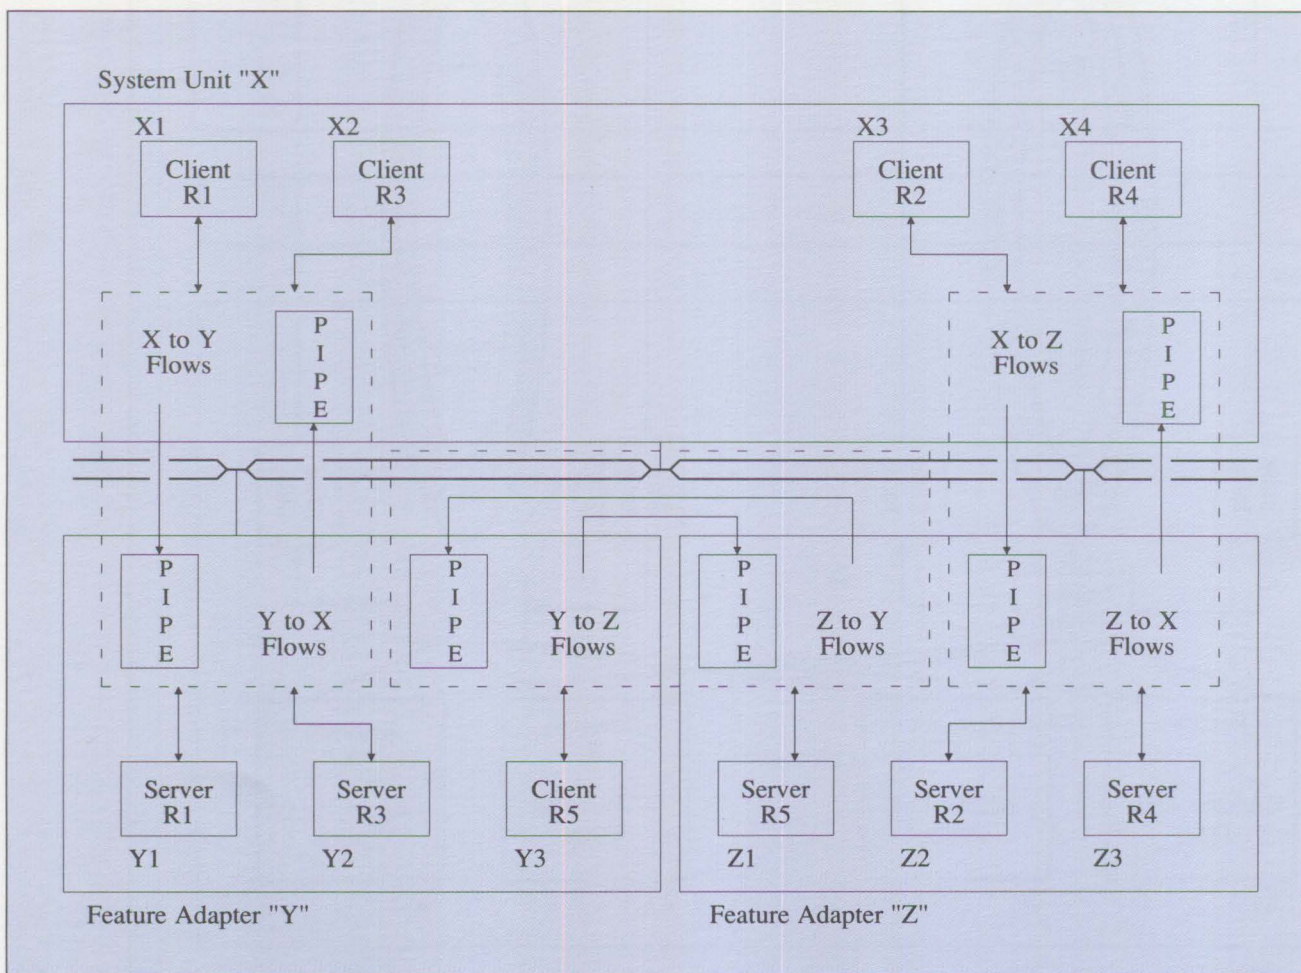 System Unit "X"
X1
X2
X3
X4
Client
R1
Client
R3
Client
R2
Client
R4
X to Y
Flows
P
I
P
E
X to Z
Flows
P
I
P
E
P
I
P
E
Y to X
Flows
P
I
P
E
Y to Z
Flows
P
I
P
E
Z to Y
Flows
P
I
P
E
Z to X
Flows
Server
R1
Server
R3
Client
R5
Server
R5
Server
R2
Server
R4
Y1
Y2
Y3
Z1
Z2
Z3
Feature Adapter "Y"
Feature Adapter "Z"